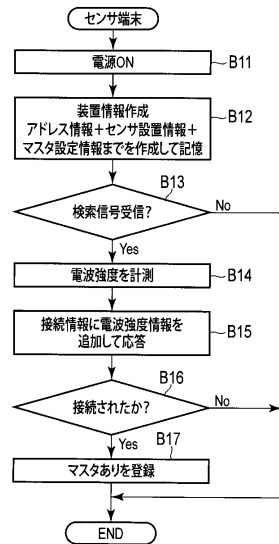 センサ端末
電源ON
B11
装置情報作成
アドレス情報+センサ設置情報+
マスタ設定情報までを作成して記憶
B12
B13
検索信号受信?
No
Yes
電波強度を計測
B14
接続情報に電波強度情報を
追加して応答
B15
B16
接続されたか?
No
Yes
B17
マスタありを登録
END